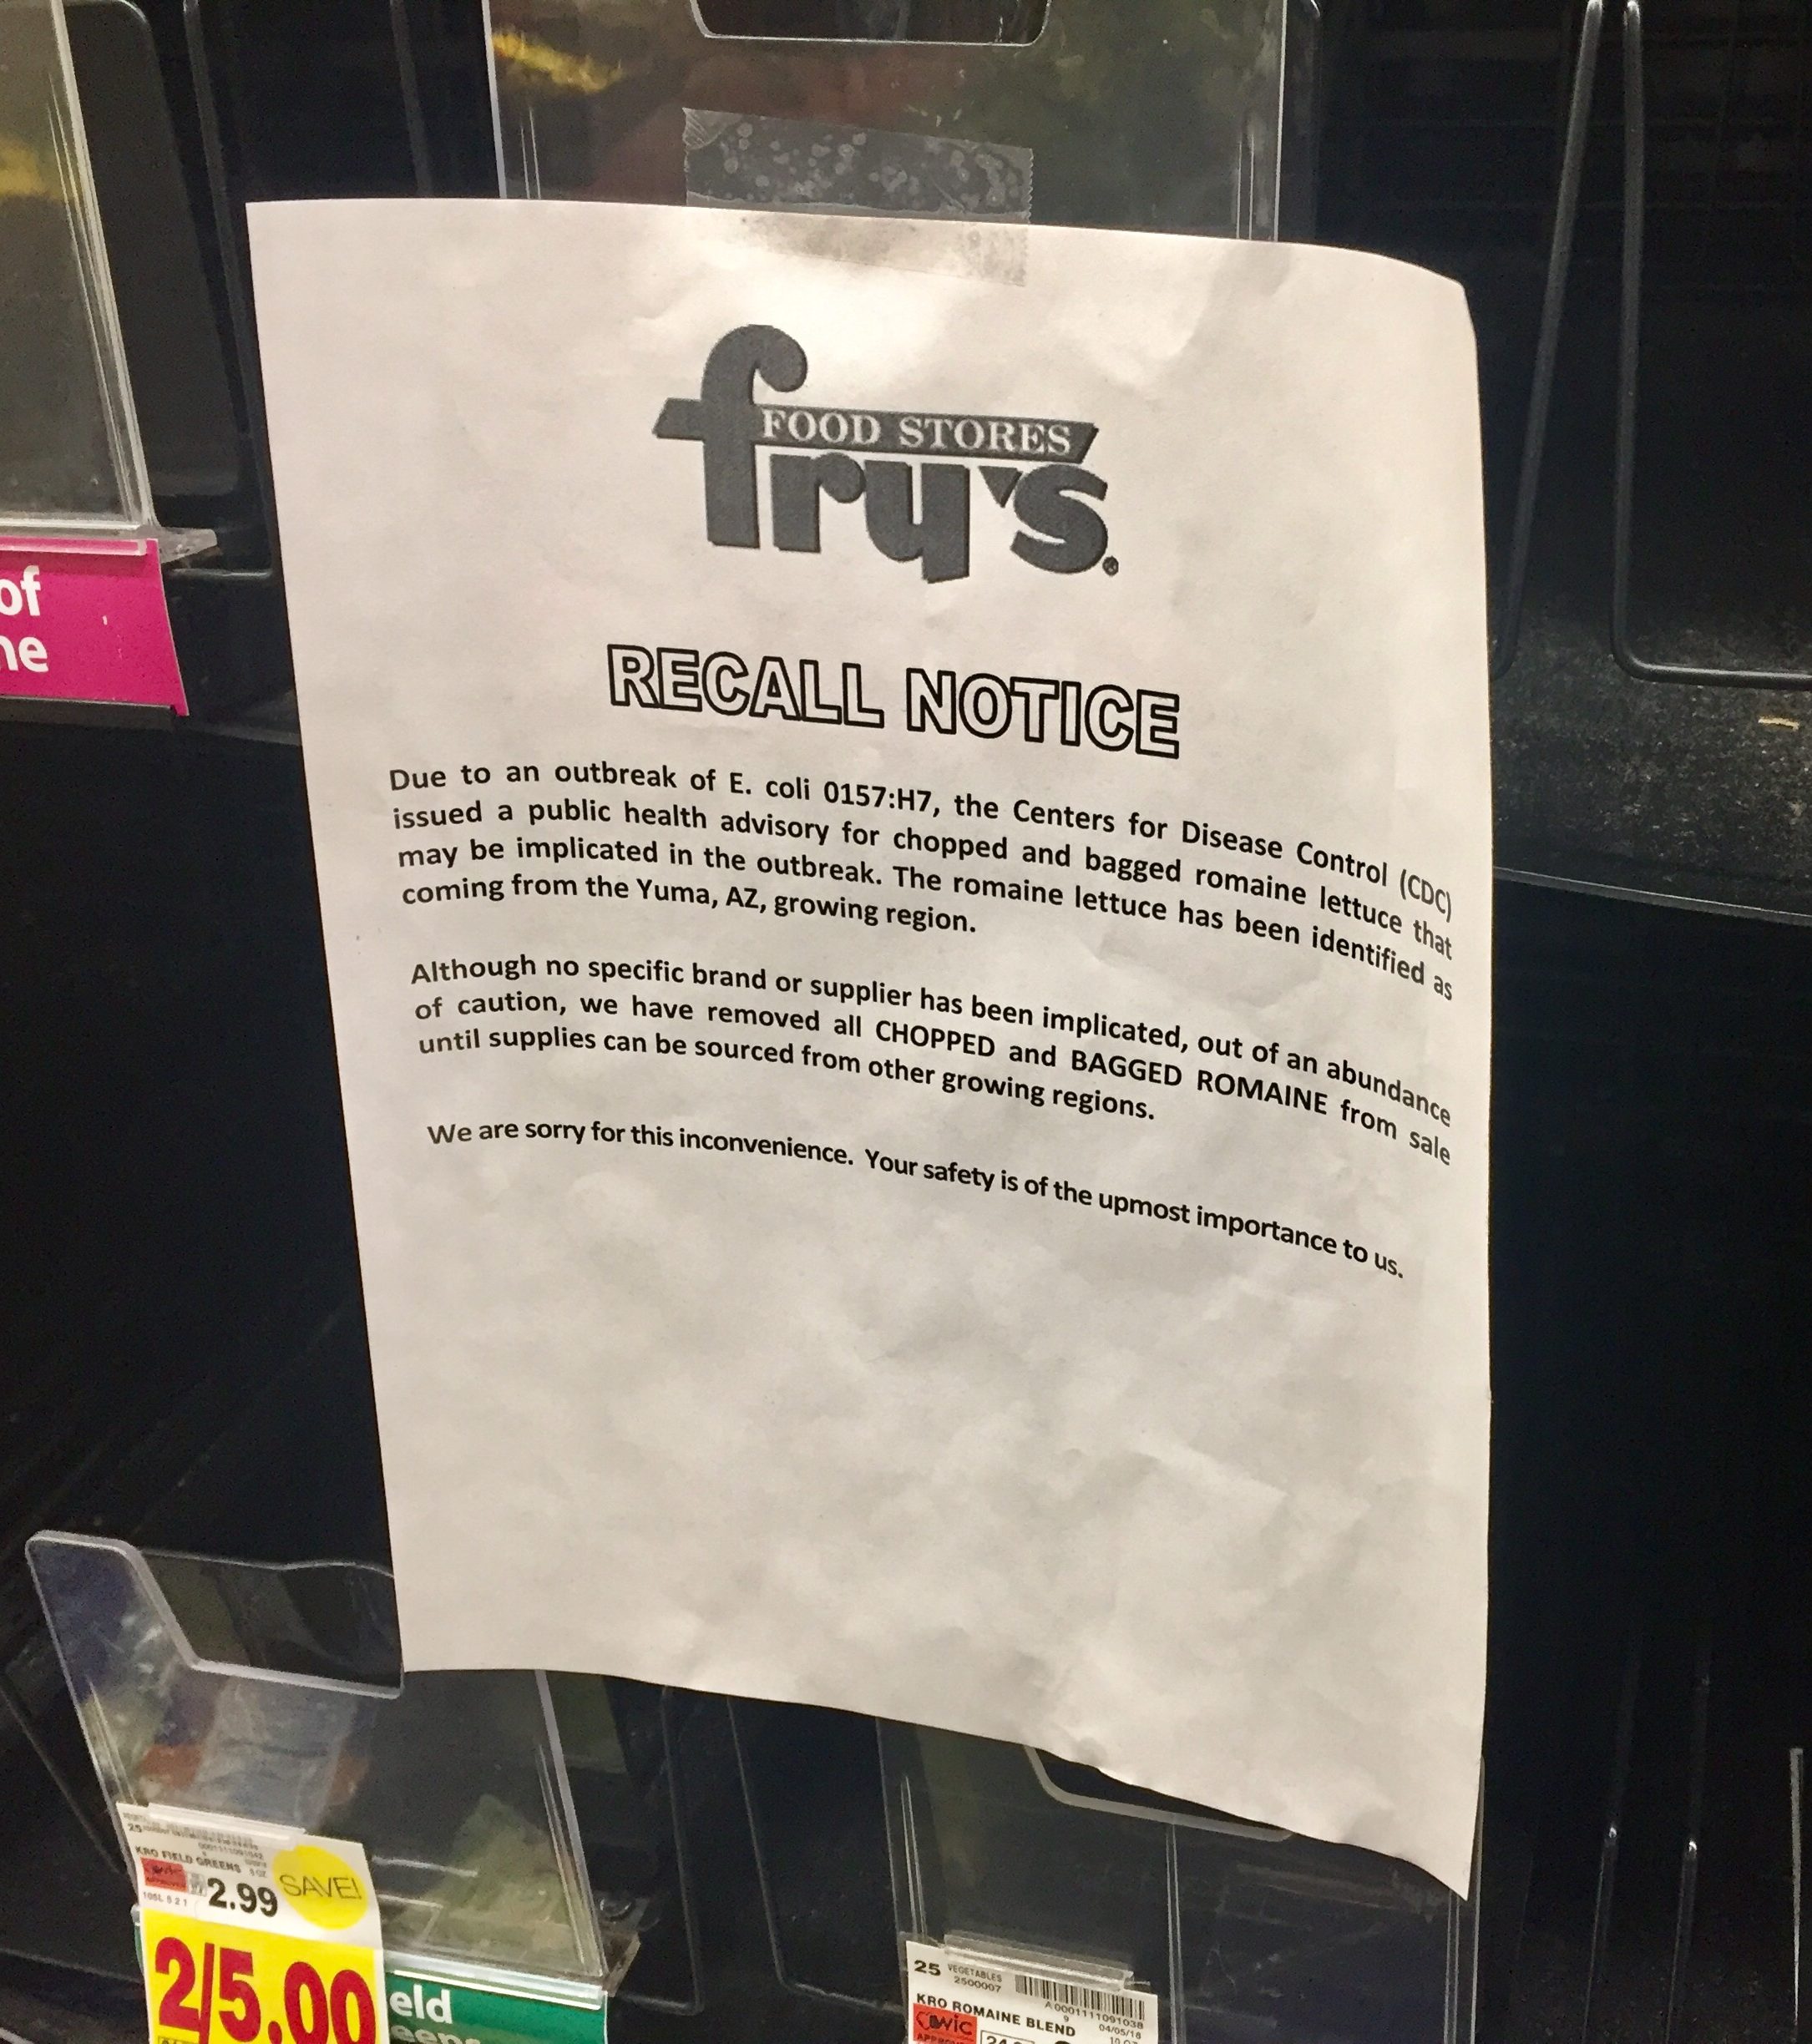 of
ne
FOOD STORES
fry's®
RECALL NOTICE
Due to an outbreak of E. coli 0157:H7, the Centers for Disease Control (CDC)
issued a public health advisory for chopped and bagged romaine lettuce that
may be implicated in the outbreak. The romaine lettuce has been identified as
coming from the Yuma, AZ, growing region.
Although no specific brand or supplier has been implicated, out of an abundance
of caution, we have removed all CHOPPED and BAGGED ROMAINE from sale
until supplies can be sourced from other growing regions.
We are sorry for this inconvenience. Your safety is of the upmost importance to us.
25
KRO FIELD GREENS
2.99
SAVE!
2/5.00
eld
25 VEGETABLES
2500007
A0001111091038
KRO ROMAINE BLEND
04/05/18
wic